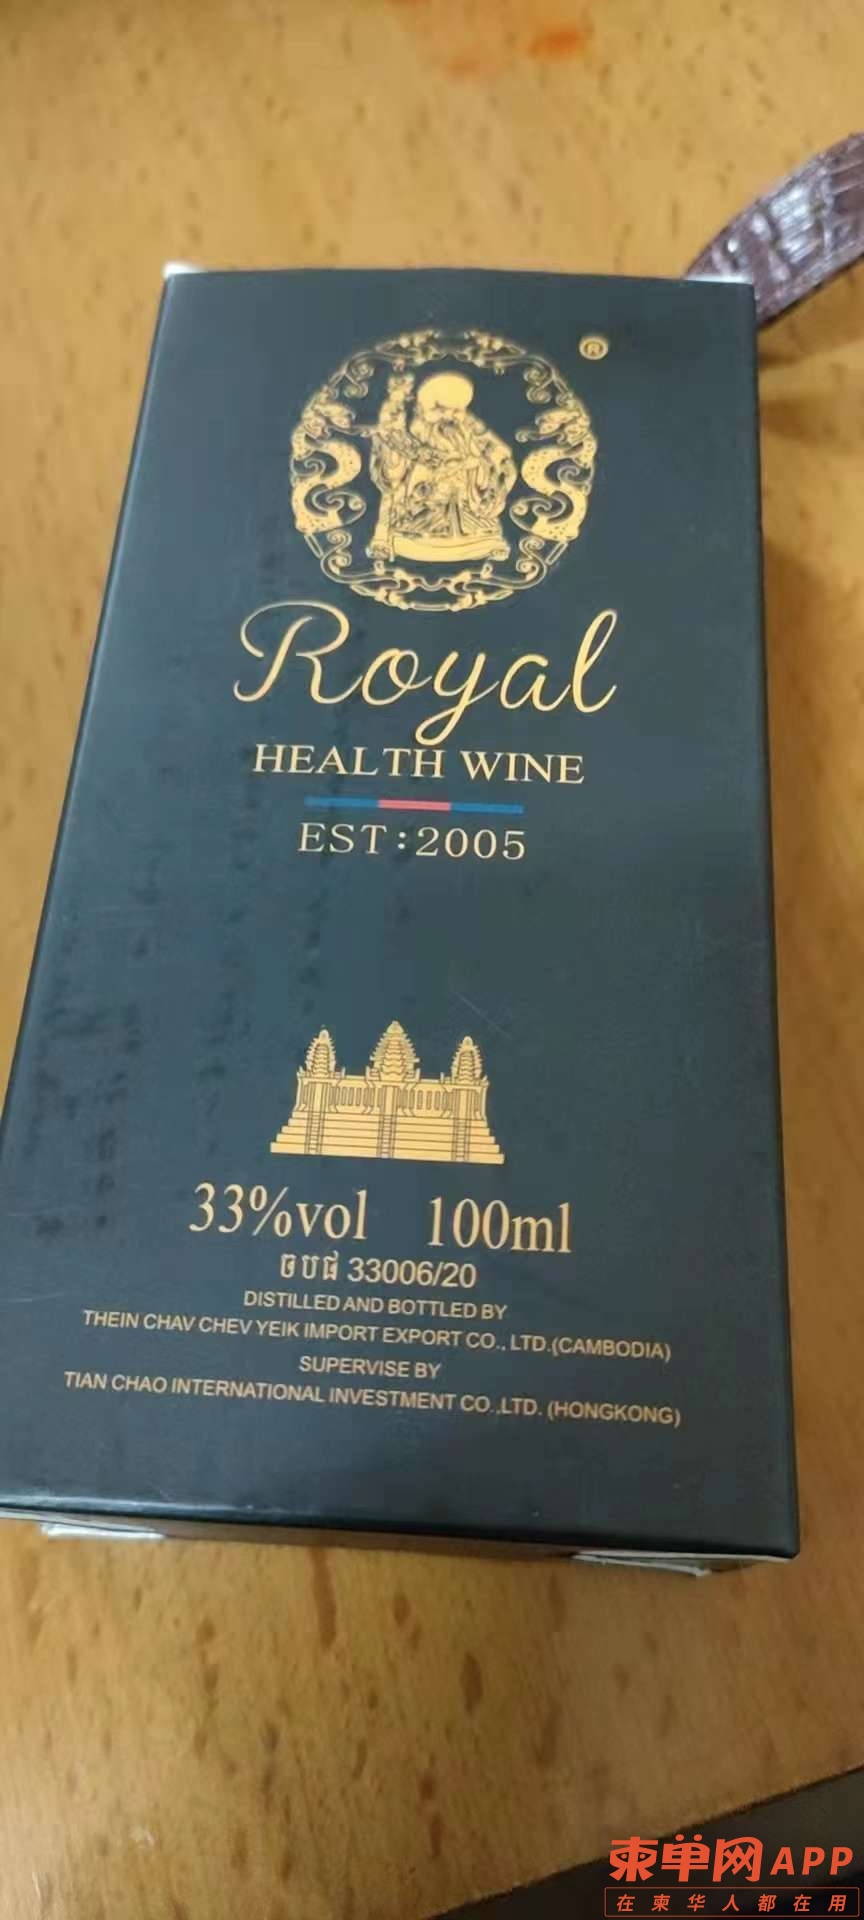 ®
Royal
HEALTH WINE
EST:2005
33%vol 100ml
ចបផ 33006/20
DISTILLED AND BOTTLED BY
THEIN CHAV CHEV YEIK IMPORT EXPORT CO., LTD.(CAMBODIA)
SUPERVISE BY
TIAN CHAO INTERNATIONAL INVESTMENT CO.,LTD. (HONGKONG)
柬单网APP
在柬华人都在用